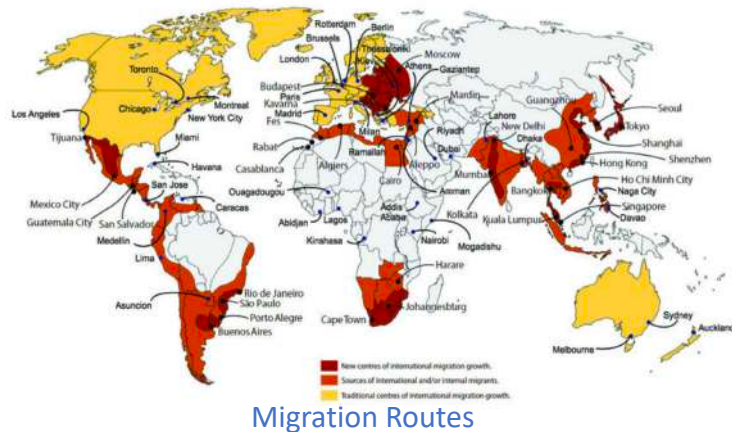 Rotterdam
Berlin
Brussels
Thessaloniki
Moscow
London
Kiev
Athens
Toronto
Gaziantep
Budapest
Paris
Mardin
Guangzhou
Los Angeles
Chicago
Montreal
Kavarna
Lahore
Seoul
New York City
Madrid
Riyadh
New Delhi
Tijuana
Fes
Milan
Dhaka
Tokyo
Miami
Ramallah
Dubai
Shanghai
Rabat
Algiers
Aleppo
Shenzhen
Havana
Casablanca
Mumbai
Hong Kong
San Jose
Cairo
Amman
Bangkok
Ho Chi Minh City
Mexico City
Ouagadougou
Addis
Ababa
Naga City
Guatemala City
Caracas
Kolkata
Singapore
San Salvador
Abidjan
Lagos
Kuala Lumpus
Davao
Medellin
Kinshasa
Nairobi
Mogadishu
Lima
Harare
Rio de Janeiro
Asuncion
São Paulo
Johannesburg
Porto Alegre
Cape Town
Sydney
Buenos Aires
Auckland
Melbourne
New centres of international migration growth.
Sources of international and/or internal migrants.
Traditional centres of international migration growth.
Migration Routes